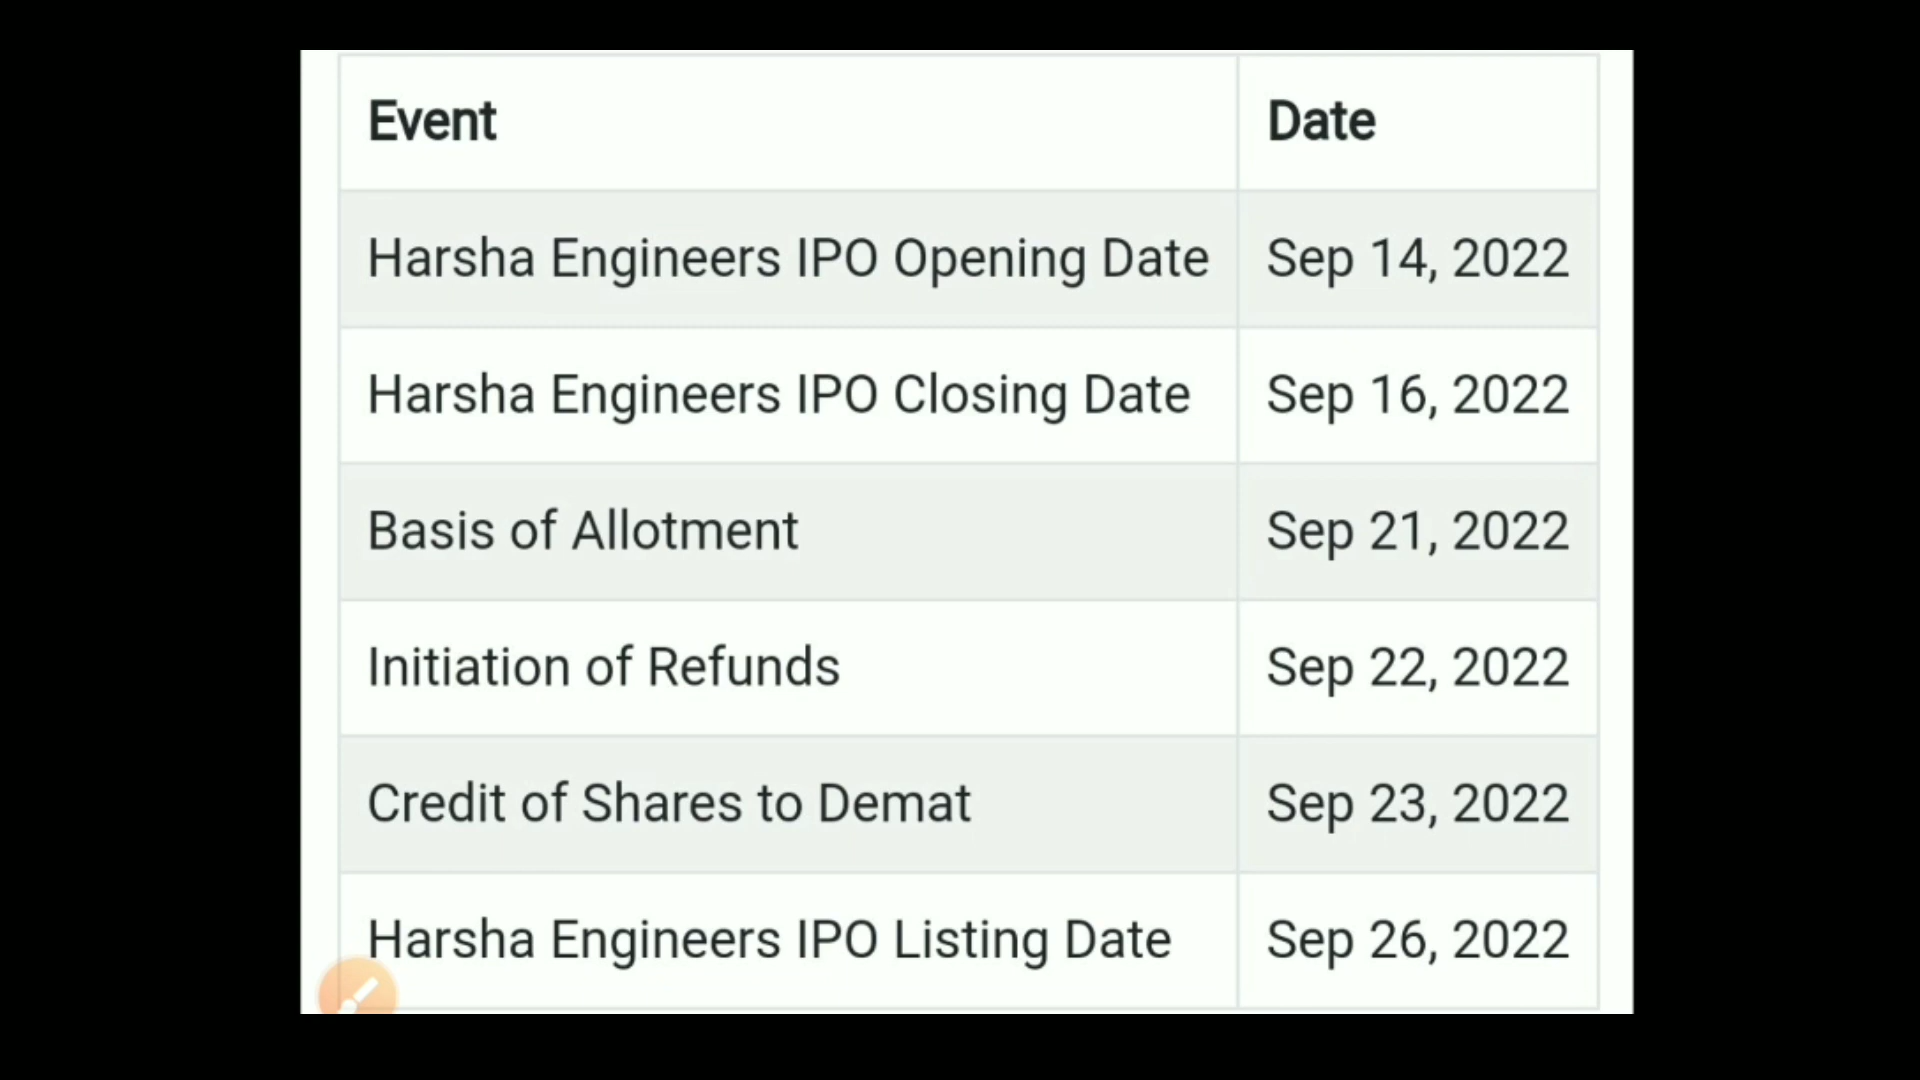 Event Date
Harsha Engineers IPO Opening Date Sep 14, 2022
Harsha Engineers IPO Closing Date Sep 16, 2022
Basis of Allotment Sep 21, 2022
Initiation of Refunds Sep 22, 2022
Credit of Shares to Demat Sep 23, 2022
Harsha Engineers IPO Listing Date Sep 26, 2022